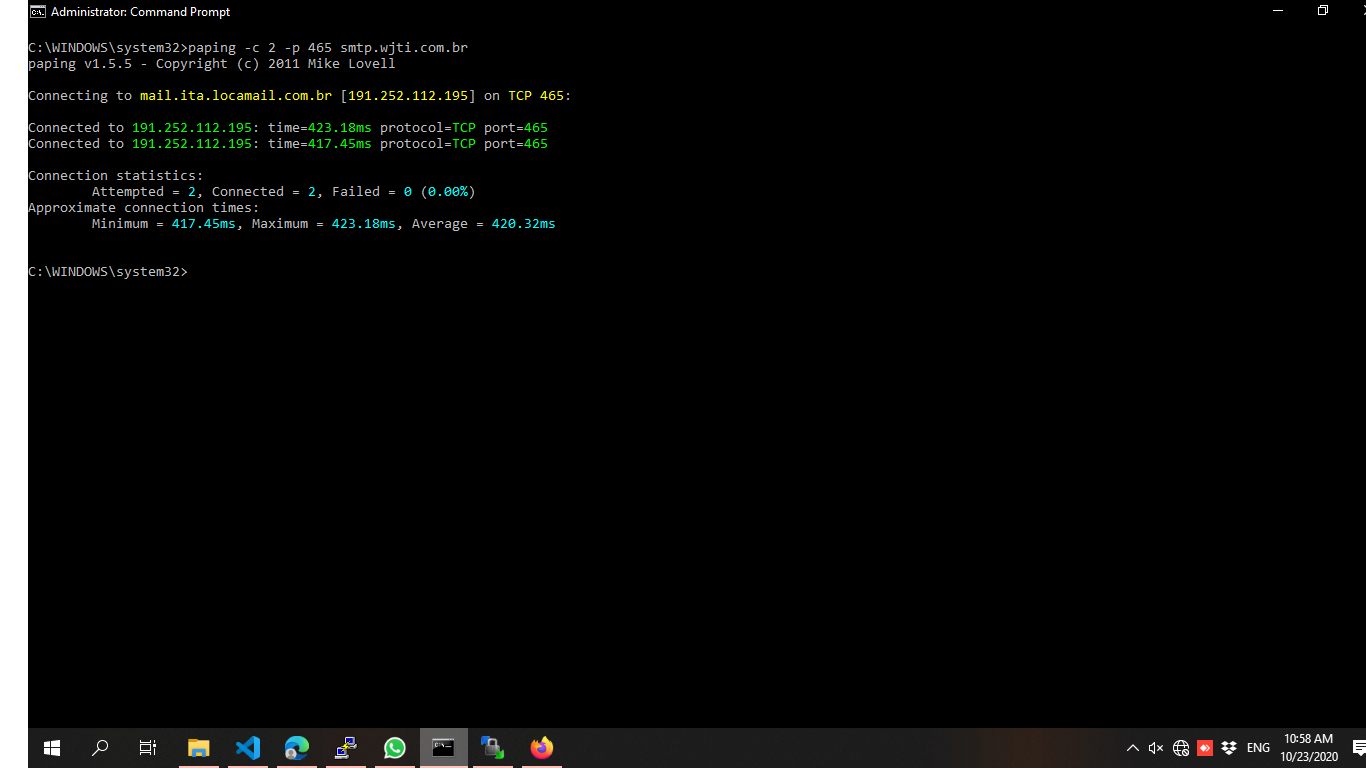 Administrator: Command Prompt
C:\WINDOWS\system32>paping -c 2 -p 465 smtp.wjti.com.br
paping v1.5.5 - Copyright (c) 2011 Mike Lovell
Connecting to mail.ita.locamail.com.br [191.252.112.195] on TCP 465:
Connected to 191.252.112.195: time=423.18ms protocol=TCP port=465
Connected to 191.252.112.195: time=417.45ms protocol=TCP port=465
Connection statistics:
Attempted = 2, Connected = 2, Failed = 0 (0.00%)
Approximate connection times:
Minimum = 417.45ms, Maximum = 423.18ms, Average = 420.32ms
C:\WINDOWS\system32>
ENG
10:58 AM
10/23/2020